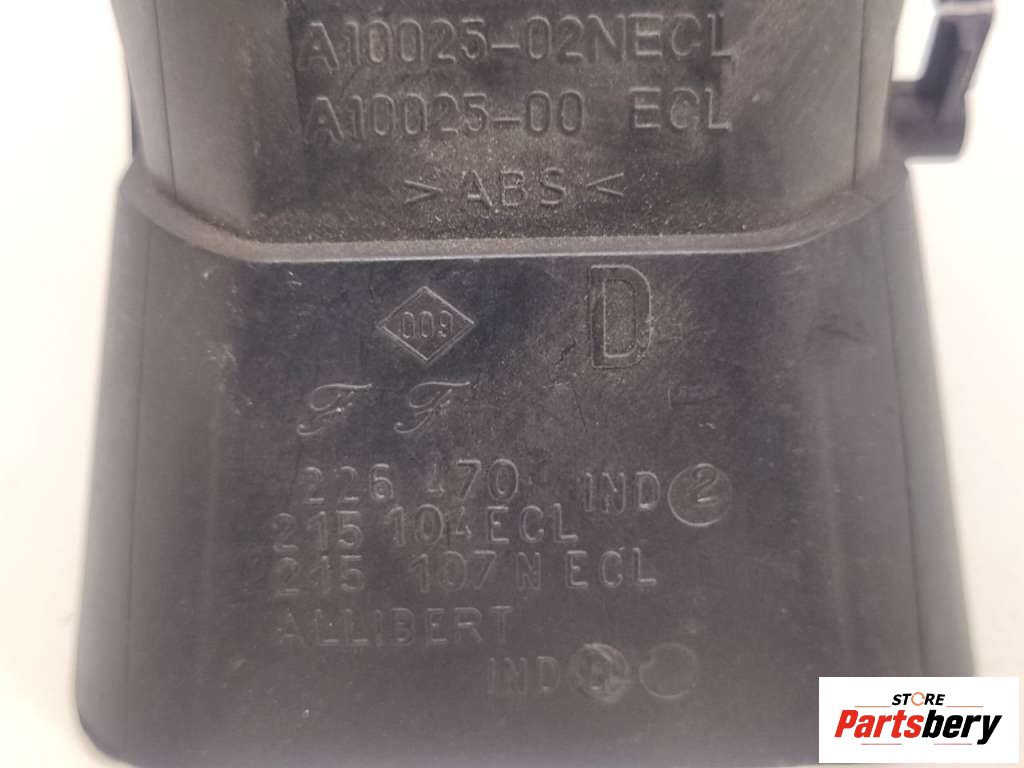 A10025-02NECL
A10025-00 ECL
>ABS<
009 D
F F
226 470 IND 2
215 104 ECL
215 107 N ECL
ALLIBERT
IND
STORE
Partsbery